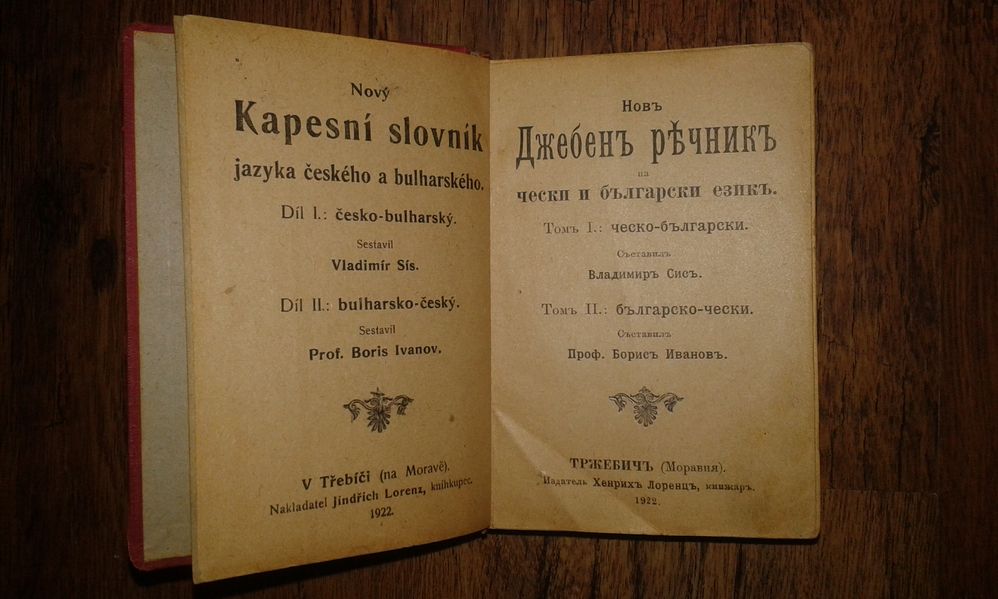 Nový
Kapesní slovník
jazyka českého a bulharského.
Díl I.: česko-bulharský.
Sestavil
Vladimír Sís.
Díl II.: bulharsko-český.
Sestavil
Prof. Boris Ivanov.
V Třebíči (na Moravě).
Nakladatel Jindřich Lorenz, knihkupec.
1922.
Новъ
Джебенъ рѣчникъ
на
чески и български езикъ.
Томъ I.: ческо-български.
Съставилъ
Владимиръ Сисъ.
Томъ II.: българско-чески.
Съставилъ
Проф. Борисъ Ивановъ.
ТРЖЕБИЧЪ (Моравия).
Издатель Хенрихъ Лоренцъ, книжаръ.
1922.